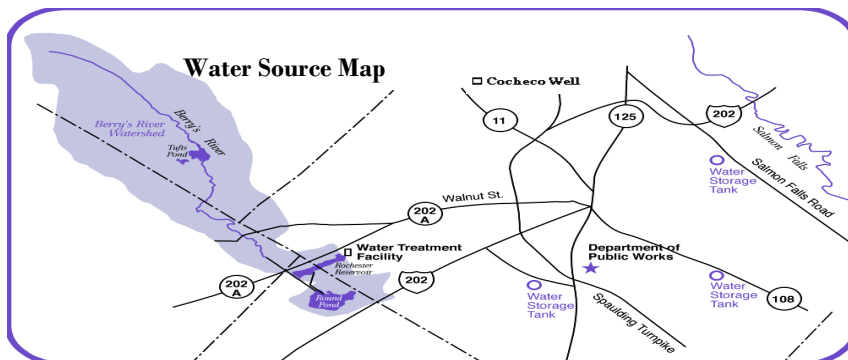 Water Source Map
Cocheco Well
11
125
202
Berry's River
Watershed
Berry's River
Tufts
Pond
Salmon Falls
Water
Storage
Tank
Salmon Falls Road
202
A
Walnut St.
Water Treatment
Facility
Rochester
Reservoir
Department of
Public Works
202
A
202
Round
Pond
Water
Storage
Tank
Spaulding Turnpike
Water
Storage
Tank
108